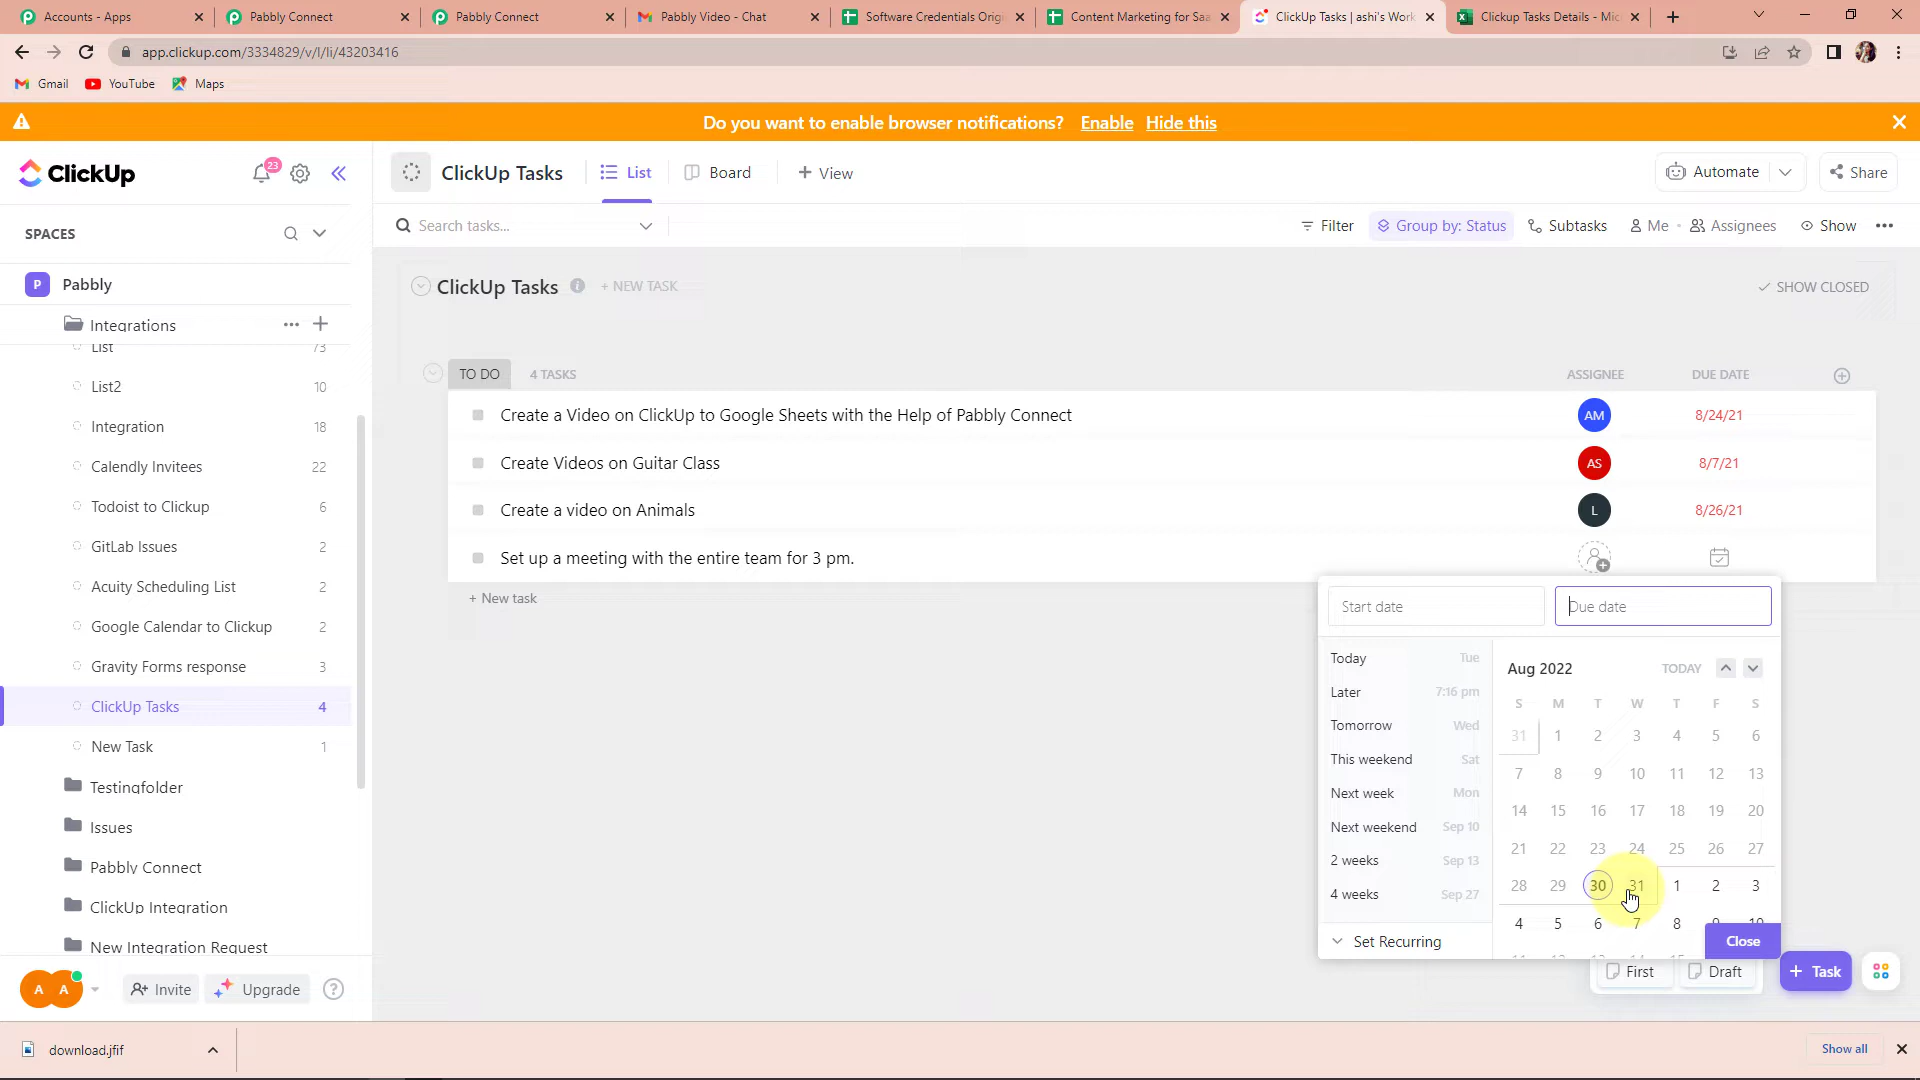 Accounts - Apps
Pabbly Connect
Pabbly Connect
Pabbly Video - Chat
Software Credentials Orig
Content Marketing for Saa
ClickUp Tasks | ashi's Work
Clickup Tasks Details - Mic
app.clickup.com/3334829/v/l/li/43203416
Gmail
YouTube
Maps
Do you want to enable browser notifications? Enable Hide this
ClickUp
23
ClickUp Tasks
List
Board
+ View
Automate
Share
SPACES
Search tasks...
Filter
Group by: Status
Subtasks
Me
Assignees
Show
P Pabbly
Integrations
List 73
List2 10
Integration 18
Calendly Invitees 22
Todoist to Clickup 6
GitLab Issues 2
Acuity Scheduling List 2
Google Calendar to Clickup 2
Gravity Forms response 3
ClickUp Tasks 4
New Task 1
Testingfolder
Issues
Pabbly Connect
ClickUp Integration
New Integration Request
A A
Invite
Upgrade
?
ClickUp Tasks
+ NEW TASK
SHOW CLOSED
TO DO 4 TASKS ASSIGNEE DUE DATE
Create a Video on ClickUp to Google Sheets with the Help of Pabbly Connect AM 8/24/21
Create Videos on Guitar Class AS 8/7/21
Create a video on Animals L 8/26/21
Set up a meeting with the entire team for 3 pm.
+ New task
Start date
Due date
Today Tue
Later 7:16 pm
Tomorrow Wed
This weekend Sat
Next week Mon
Next weekend Sep 10
2 weeks Sep 13
4 weeks Sep 27
Set Recurring
Aug 2022 TODAY
S M T W T F S
31 1 2 3 4 5 6
7 8 9 10 11 12 13
14 15 16 17 18 19 20
21 22 23 24 25 26 27
28 29 30 31 1 2 3
4 5 6 7 8 9 10
Close
First
Draft
+ Task
download.jfif
Show all